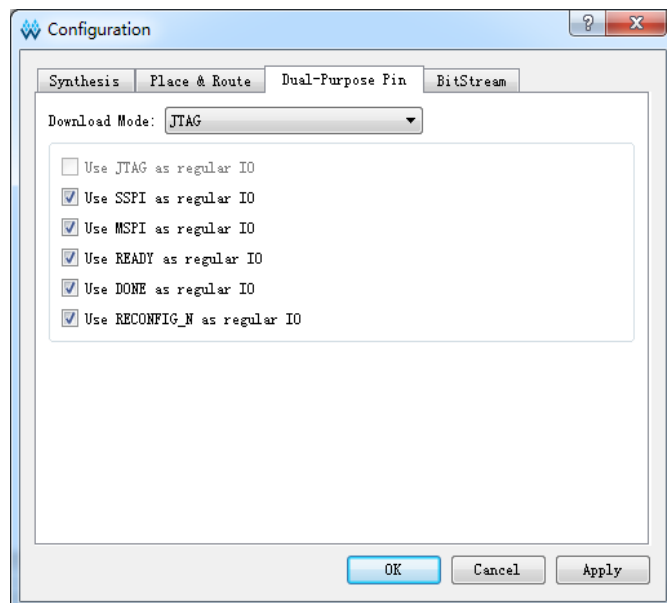 Configuration
Synthesis Place & Route Dual-Purpose Pin BitStream
Download Mode: JTAG
Use JTAG as regular IO
Use SSPI as regular IO
Use MSPI as regular IO
Use READY as regular IO
Use DONE as regular IO
Use RECONFIG_N as regular IO
OK Cancel Apply